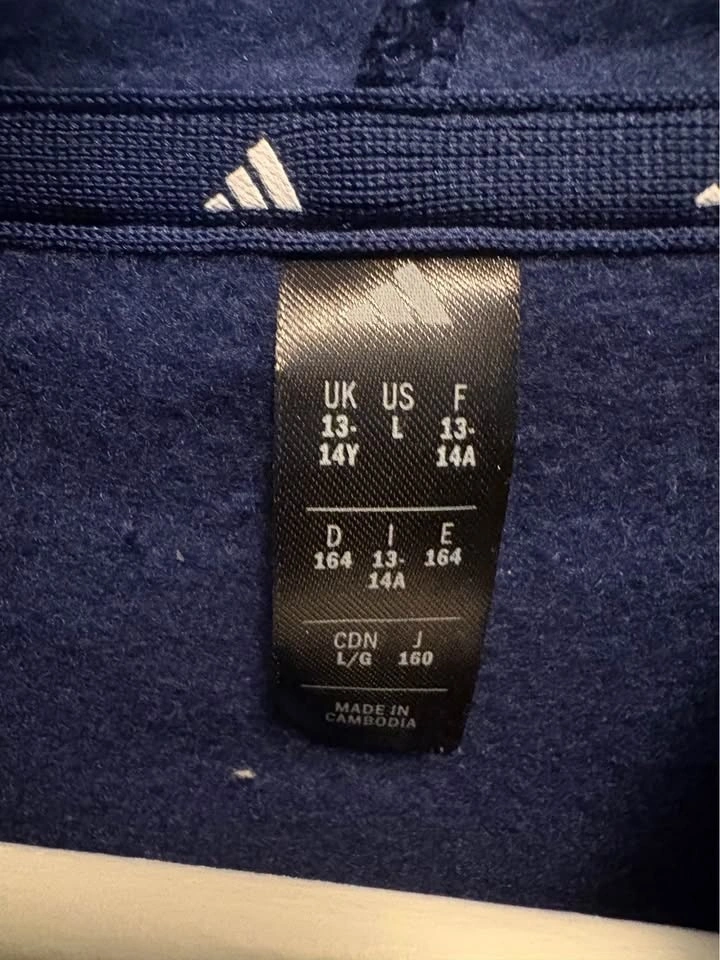 UK US F
13- L 13-
14Y 14A
D I E
164 13- 164
14A
CDN J
L/G 160
MADE IN
CAMBODIA